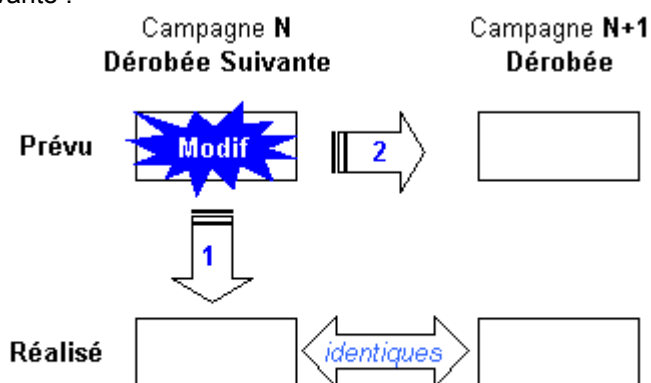 vante :
Campagne N
Dérobée Suivante
Campagne N+1
Dérobée
Prévu
Modif
2
1
Réalisé
identiques